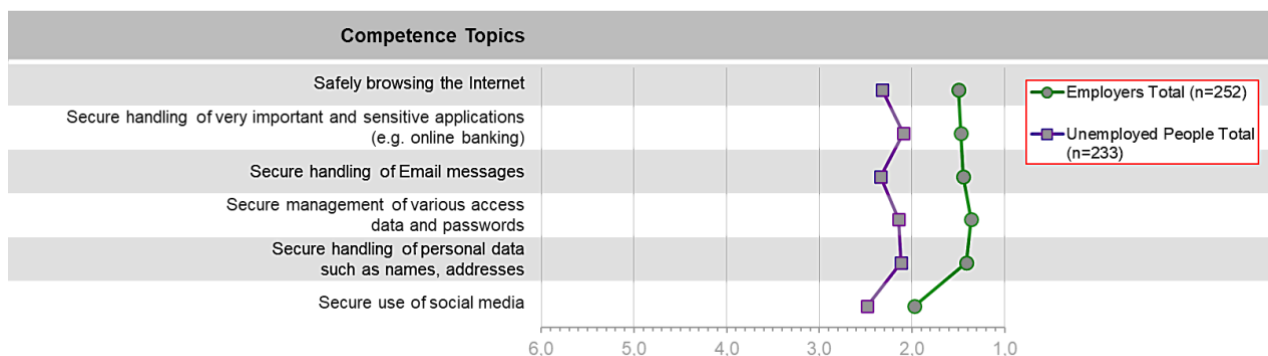 Competence Topics
Safely browsing the Internet
Secure handling of very important and sensitive applications
(e.g. online banking)
Secure handling of Email messages
Secure management of various access
data and passwords
Secure handling of personal data
such as names, addresses
Secure use of social media
Employers Total (n=252)
Unemployed People Total
(n=233)
6.0 5.0 4.0 3.0 2.0 1.0